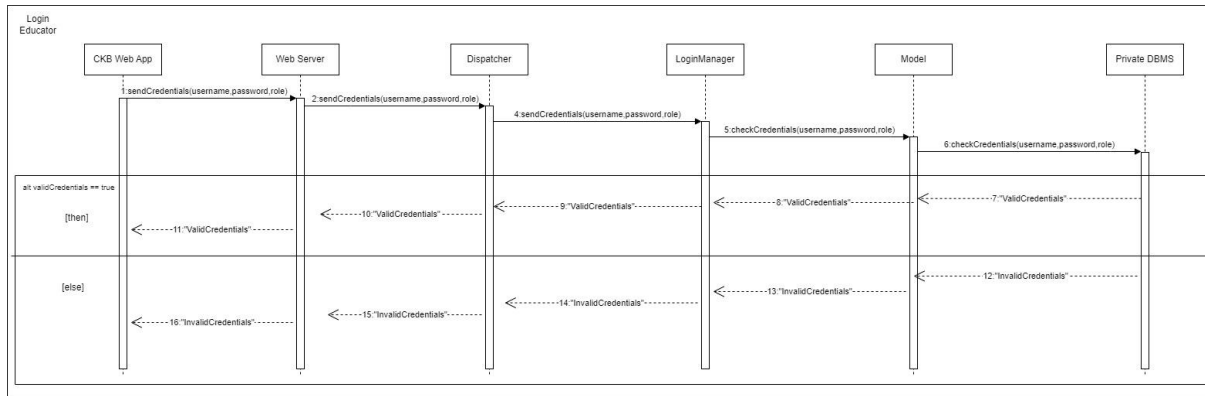 Login
Educator
CKB Web App
Web Server
Dispatcher
LoginManager
Model
Private DBMS
1:sendCredentials(username,password,role)
2:sendCredentials(username,password,role)
4:sendCredentials(username,password,role)
5:checkCredentials(username,password,role)
6:checkCredentials(username,password,role)
alt validCredentials == true
[then]
7:"ValidCredentials"
8:"ValidCredentials"
9:"ValidCredentials"
10:"ValidCredentials"
11:"ValidCredentials"
[else]
12:"InvalidCredentials"
13:"InvalidCredentials"
14:"InvalidCredentials"
15:"InvalidCredentials"
16:"InvalidCredentials"